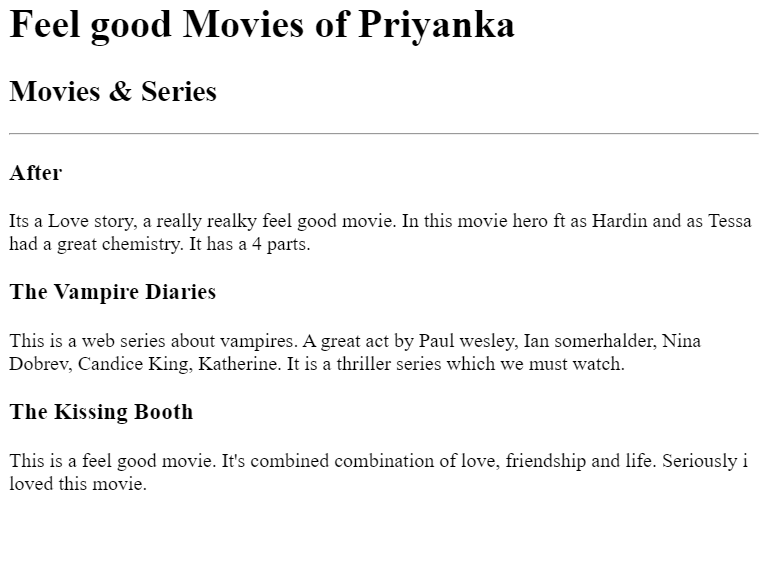 Feel good Movies of Priyanka
Movies & Series
After
Its a Love story, a really realky feel good movie. In this movie hero ft as Hardin and as Tessa
had a great chemistry. It has a 4 parts.
The Vampire Diaries
This is a web series about vampires. A great act by Paul wesley, Ian somerhalder, Nina
Dobrev, Candice King, Katherine. It is a thriller series which we must watch.
The Kissing Booth
This is a feel good movie. It's combined combination of love, friendship and life. Seriously i
loved this movie.